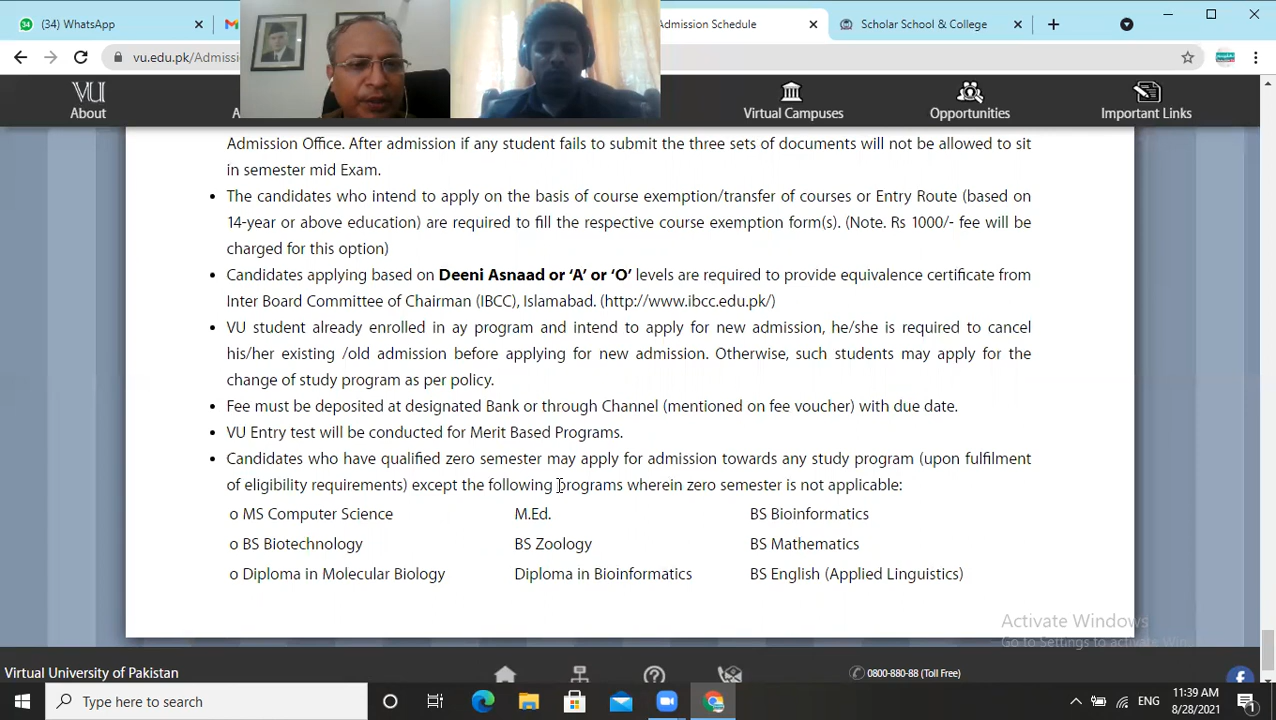 (34) WhatsApp
Admission Schedule
Scholar School & College
vu.edu.pk/Admissi
VU
About
A
Virtual Campuses
Opportunities
Important Links
Admission Office. After admission if any student fails to submit the three sets of documents will not be allowed to sit
in semester mid Exam.
• The candidates who intend to apply on the basis of course exemption/transfer of courses or Entry Route (based on
14-year or above education) are required to fill the respective course exemption form(s). (Note. Rs 1000/- fee will be
charged for this option)
• Candidates applying based on Deeni Asnaad or ‘A’ or ‘O’ levels are required to provide equivalence certificate from
Inter Board Committee of Chairman (IBCC), Islamabad. (http://www.ibcc.edu.pk/)
• VU student already enrolled in ay program and intend to apply for new admission, he/she is required to cancel
his/her existing /old admission before applying for new admission. Otherwise, such students may apply for the
change of study program as per policy.
• Fee must be deposited at designated Bank or through Channel (mentioned on fee voucher) with due date.
• VU Entry test will be conducted for Merit Based Programs.
• Candidates who have qualified zero semester may apply for admission towards any study program (upon fulfilment
of eligibility requirements) except the following programs wherein zero semester is not applicable:
o MS Computer Science M.Ed. BS Bioinformatics
o BS Biotechnology BS Zoology BS Mathematics
o Diploma in Molecular Biology Diploma in Bioinformatics BS English (Applied Linguistics)
Activate Windows
Go to Settings to activate Win
Virtual University of Pakistan
0800-880-88 (Toll Free)
Type here to search
ENG
11:39 AM
8/28/2021
1